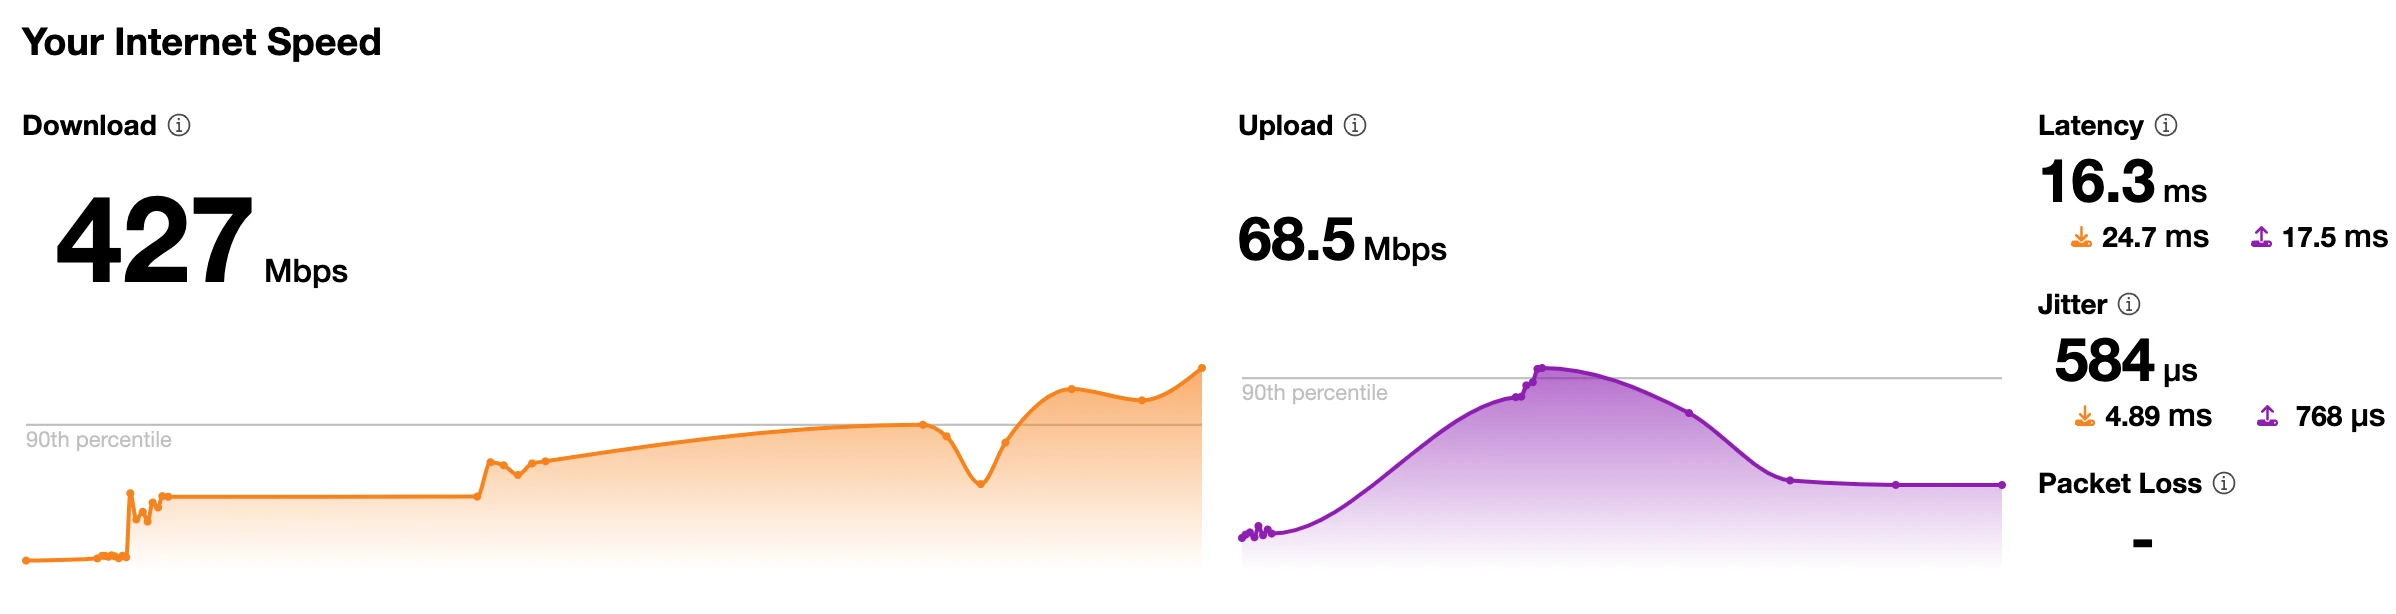 Your Internet Speed
Download
427 Mbps
90th percentile
Upload
68.5 Mbps
90th percentile
Latency
16.3 ms
24.7 ms 17.5 ms
Jitter
584 μs
4.89 ms 768 μs
Packet Loss
-